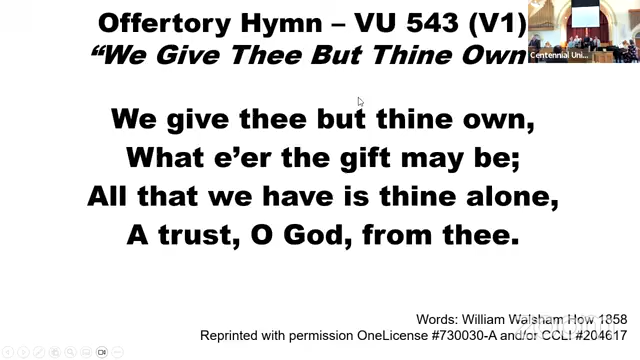 Offertory Hymn – VU 543 (V1)
“We Give Thee But Thine Own
Centennial Uni...
We give thee but thine own,
What e’er the gift may be;
All that we have is thine alone,
A trust, O God, from thee.
Words: William Walsham How 1858
Reprinted with permission OneLicense #730030-A and/or CCLI #204617